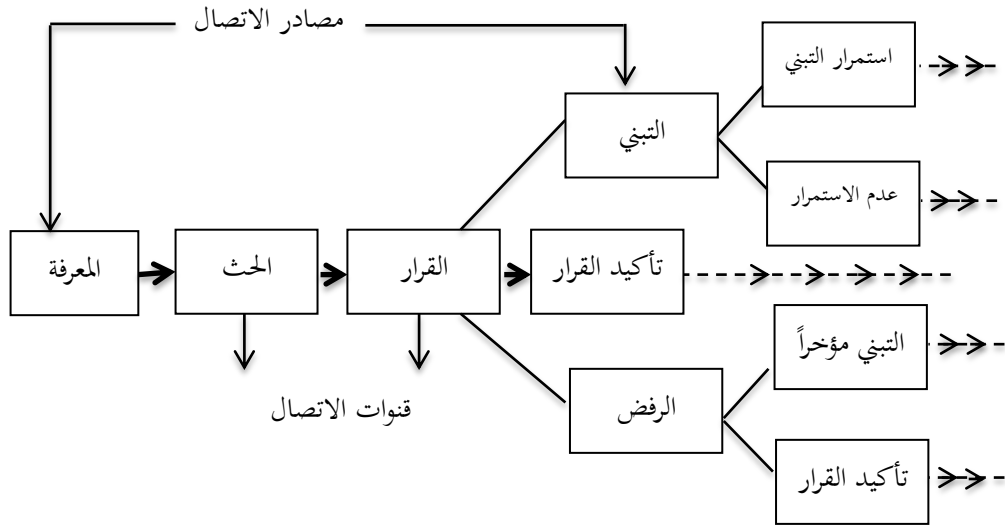 مصادر الاتصال
استمرار التبني
التبني
عدم الاستمرار
المعرفة
الحث
القرار
تأكيد القرار
التبني مؤخراً
قنوات الاتصال
الرفض
تأكيد القرار